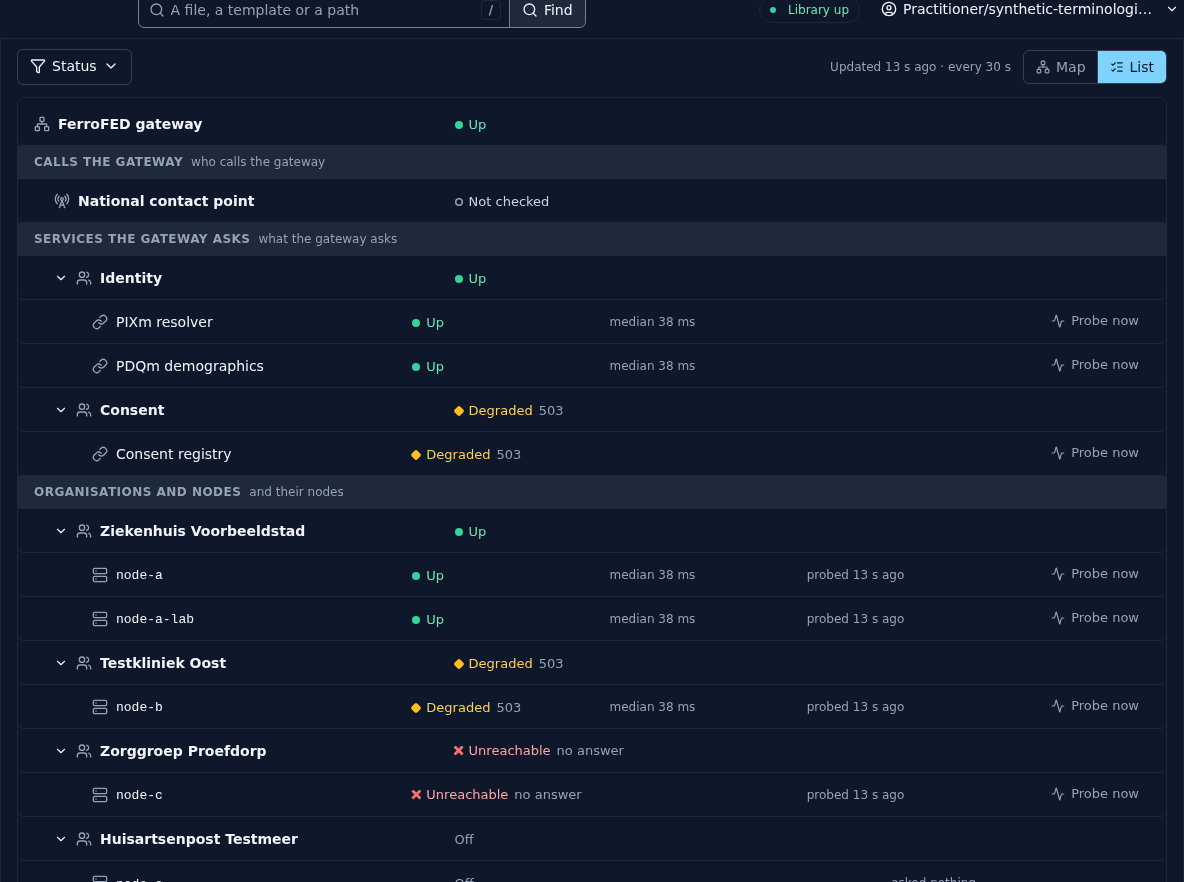 A file, a template or a path / Find Library up Practitioner/synthetic-terminologi...
Status Updated 13 s ago · every 30 s Map List
FerroFED gateway Up
CALLS THE GATEWAY who calls the gateway
National contact point Not checked
SERVICES THE GATEWAY ASKS what the gateway asks
Identity Up
PIXm resolver Up median 38 ms Probe now
PDQm demographics Up median 38 ms Probe now
Consent Degraded 503
Consent registry Degraded 503 Probe now
ORGANISATIONS AND NODES and their nodes
Ziekenhuis Voorbeeldstad Up
node-a Up median 38 ms probed 13 s ago Probe now
node-a-lab Up median 38 ms probed 13 s ago Probe now
Testkliniek Oost Degraded 503
node-b Degraded 503 median 38 ms probed 13 s ago Probe now
Zorggroep Proefdorp Unreachable no answer
node-c Unreachable no answer probed 13 s ago Probe now
Huisartsenpost Testmeer Off
Off asked nothing